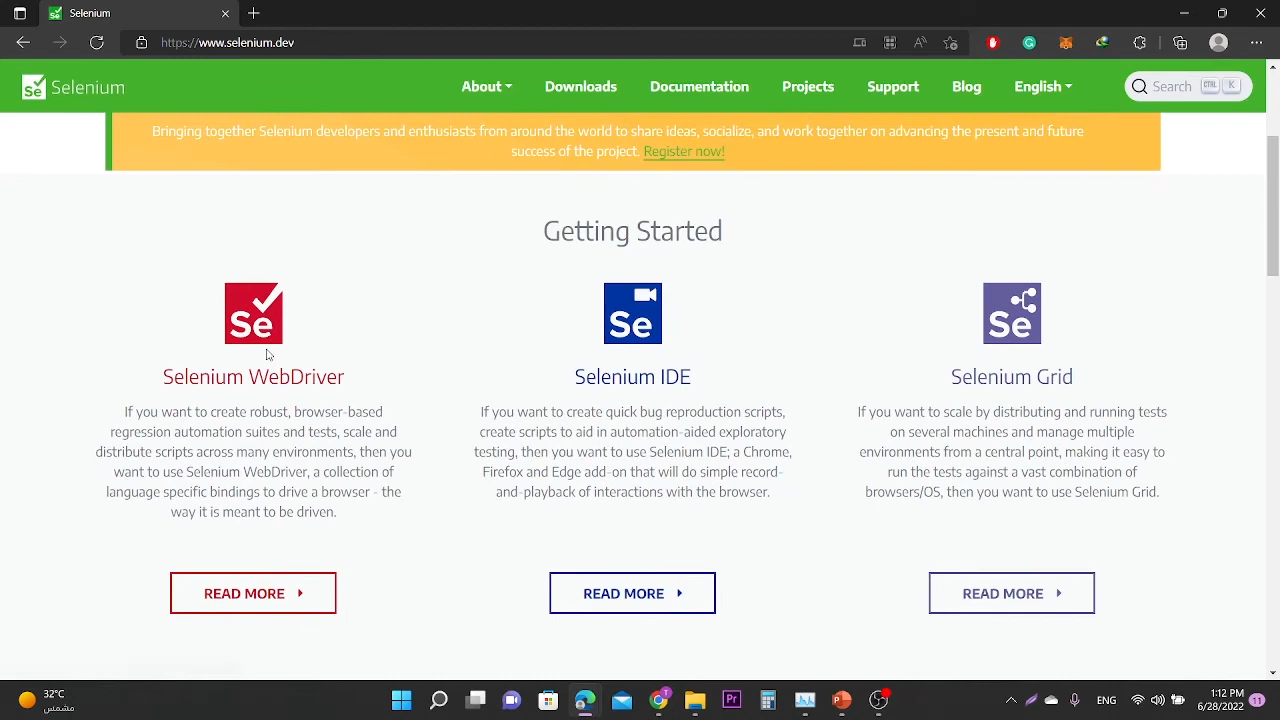 Selenium
https://www.selenium.dev
Se Selenium
About
Downloads
Documentation
Projects
Support
Blog
English
Search CTRL K
Bringing together Selenium developers and enthusiasts from around the world to share ideas, socialize, and work together on advancing the present and future
success of the project. Register now!
Getting Started
Se
Selenium WebDriver
If you want to create robust, browser-based
regression automation suites and tests, scale and
distribute scripts across many environments, then you
want to use Selenium WebDriver, a collection of
language specific bindings to drive a browser - the
way it is meant to be driven.
READ MORE
Se
Selenium IDE
If you want to create quick bug reproduction scripts,
create scripts to aid in automation-aided exploratory
testing, then you want to use Selenium IDE; a Chrome,
Firefox and Edge add-on that will do simple record-
and-playback of interactions with the browser.
READ MORE
Se
Selenium Grid
If you want to scale by distributing and running tests
on several machines and manage multiple
environments from a central point, making it easy to
run the tests against a vast combination of
browsers/OS, then you want to use Selenium Grid.
READ MORE
32°C
مشمس
T
Pr
P
ENG
1:12 PM
6/28/2022
11